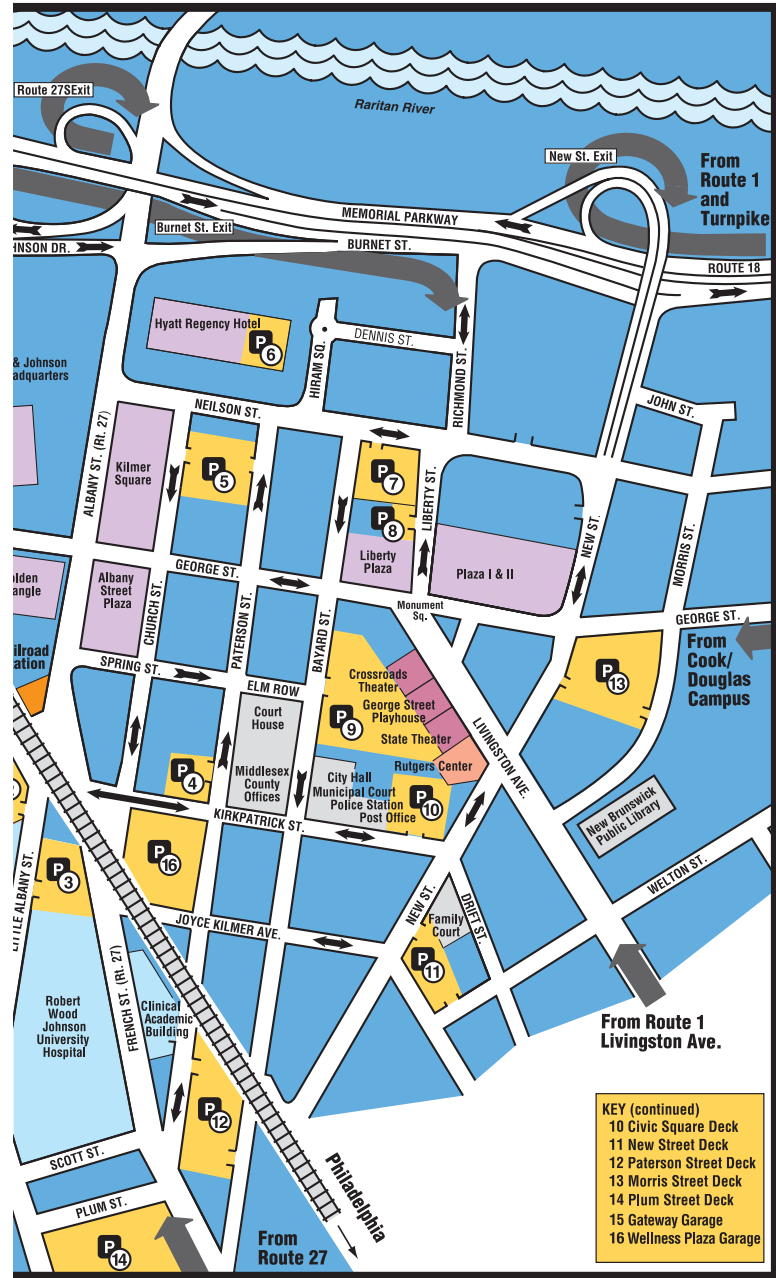 Route 27SExit
Raritan River
New St. Exit
From
Route 1
and
Turnpike
MEMORIAL PARKWAY
Burnet St. Exit
BURNET ST.
HNSON DR.
ROUTE 18
Hyatt Regency Hotel
P
6
DENNIS ST.
HIRAM SQ.
RICHMOND ST.
& Johnson
adquarters
NEILSON ST.
JOHN ST.
ALBANY ST. (Rt. 27)
Kilmer
Square
P
5
P
7
P
8
Liberty
Plaza
LIBERTY ST.
Plaza I & II
NEW ST.
MORRIS ST.
GEORGE ST.
Monument
Sq.
GEORGE ST.
olden
angle
Albany
Street
Plaza
CHURCH ST.
PATERSON ST.
BAYARD ST.
From
Cook/
Douglas
Campus
ilroad
ation
SPRING ST.
ELM ROW
Crossroads
Theater
George Street
Playhouse
State Theater
Rutgers Center
P
13
LIVINGSTON AVE.
Court
House
P
9
Middlesex
County
Offices
City Hall
Municipal Court
Police Station
Post Office
P
4
P
10
KIRKPATRICK ST.
New Brunswick
Public Library
P
16
P
3
LITTLE ALBANY ST.
WELTON ST.
NEW ST.
DRIFT ST.
Family
Court
JOYCE KILMER AVE.
P
11
FRENCH ST. (Rt. 27)
Robert
Wood
Johnson
University
Hospital
Clinical
Academic
Building
From Route 1
Livingston Ave.
P
12
SCOTT ST.
PLUM ST.
P
14
Philadelphia
From
Route 27
KEY (continued)
10 Civic Square Deck
11 New Street Deck
12 Paterson Street Deck
13 Morris Street Deck
14 Plum Street Deck
15 Gateway Garage
16 Wellness Plaza Garage